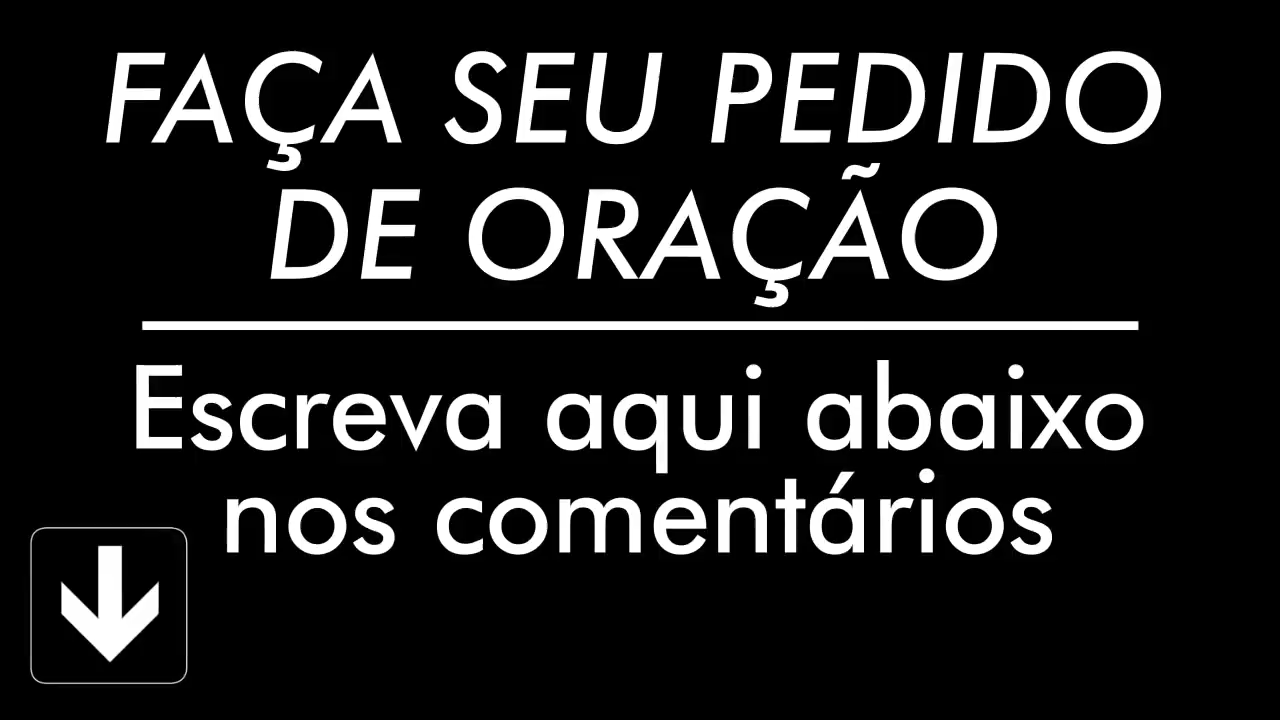 FAÇA SEU PEDIDO
DE ORAÇÃO
Escreva aqui abaixo
nos comentários